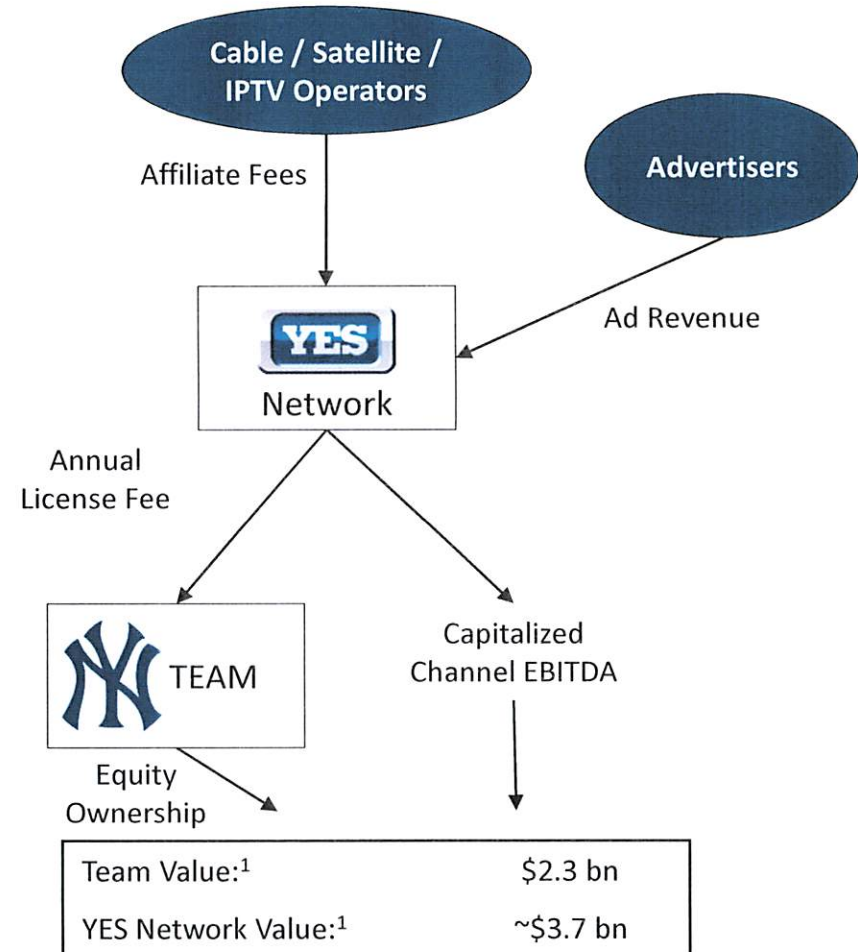 Cable / Satellite /
IPTV Operators
Advertisers
Affiliate Fees
Ad Revenue
YES
Network
Annual
License Fee
NY TEAM
Capitalized
Channel EBITDA
Equity
Ownership
Team Value:¹ $2.3 bn
YES Network Value:¹ ~$3.7 bn